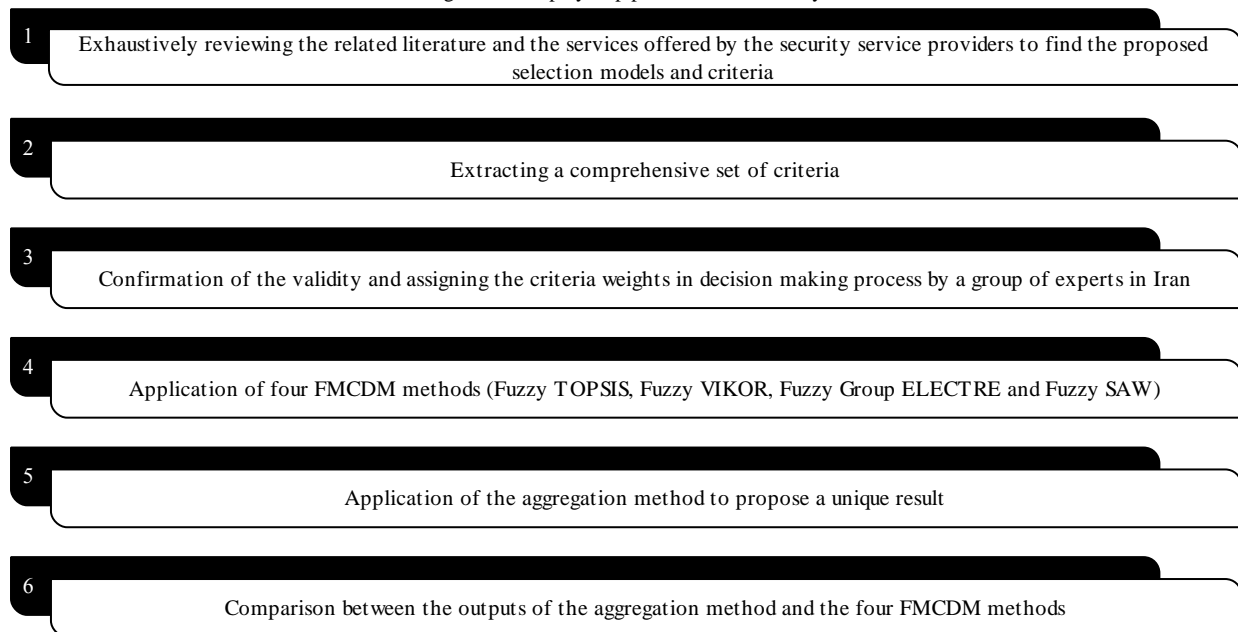 1
Exhaustively reviewing the related literature and the services offered by the security service providers to find the proposed
selection models and criteria
2
Extracting a comprehensive set of criteria
3
Confirmation of the validity and assigning the criteria weights in decision making process by a group of experts in Iran
4
Application of four FMCDM methods (Fuzzy TOPSIS, Fuzzy VIKOR, Fuzzy Group ELECTRE and Fuzzy SAW)
5
Application of the aggregation method to propose a unique result
6
Comparison between the outputs of the aggregation method and the four FMCDM methods